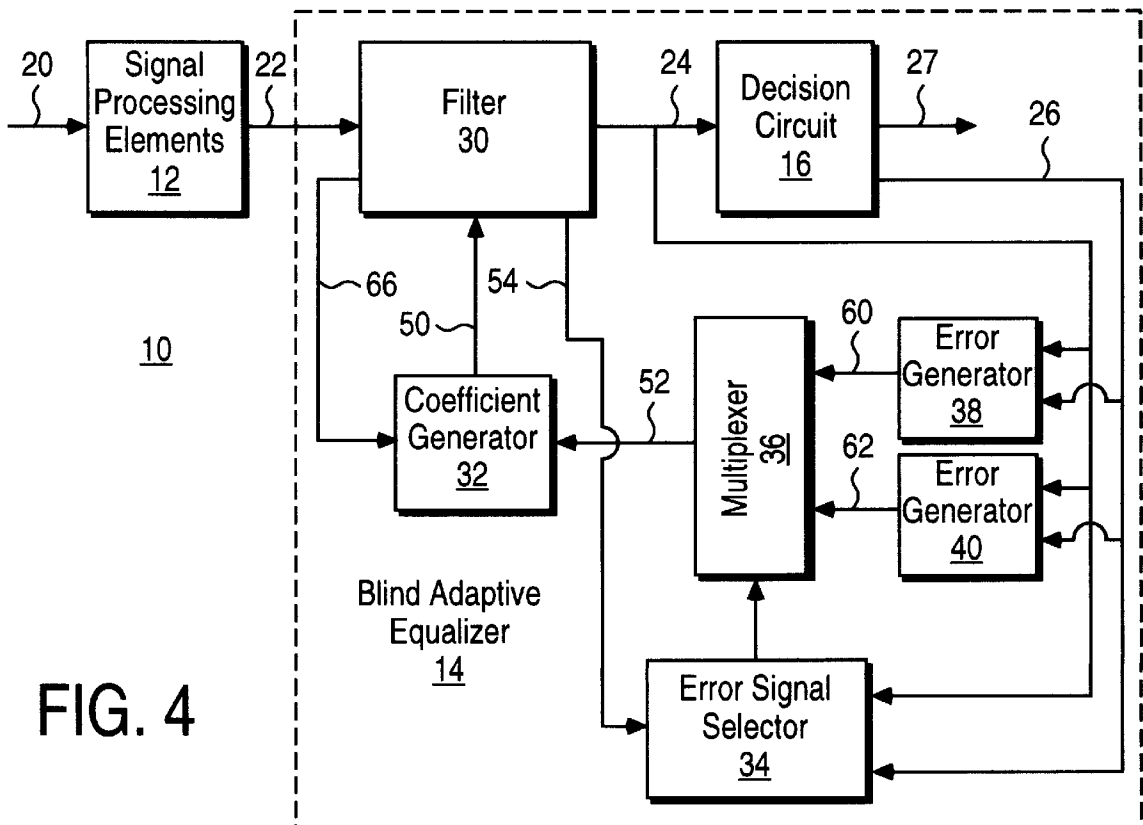 20
Signal
Processing
Elements
12
22
Filter
30
24
Decision
Circuit
16
27
26
66
50
54
10
Coefficient
Generator
32
52
Multiplexer
36
60
Error
Generator
38
62
Error
Generator
40
Blind Adaptive
Equalizer
14
Error Signal
Selector
34
FIG. 4